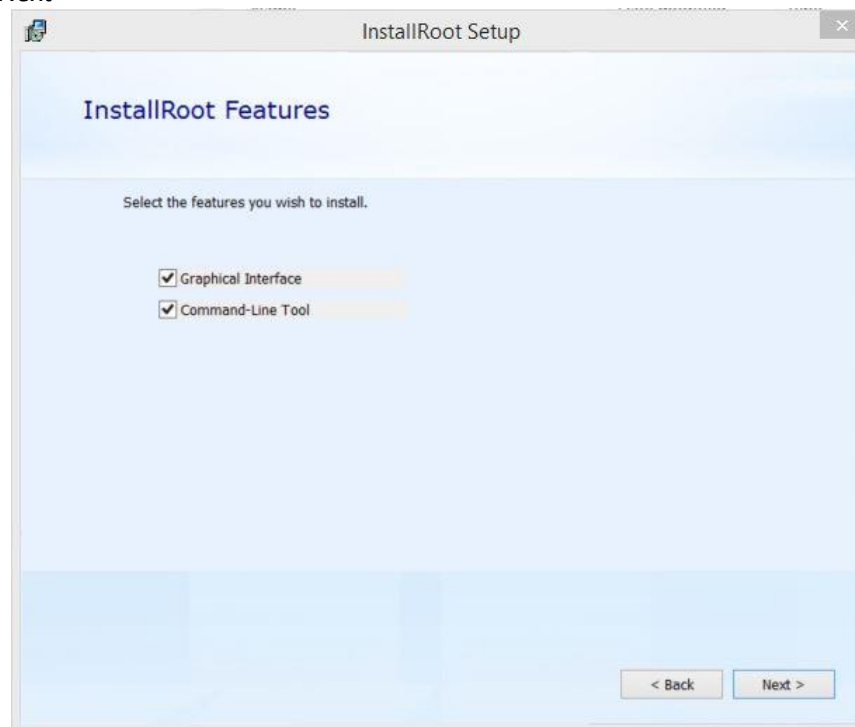 InstallRoot Setup
InstallRoot Features
Select the features you wish to install.
Graphical Interface
Command-Line Tool
< Back
Next >